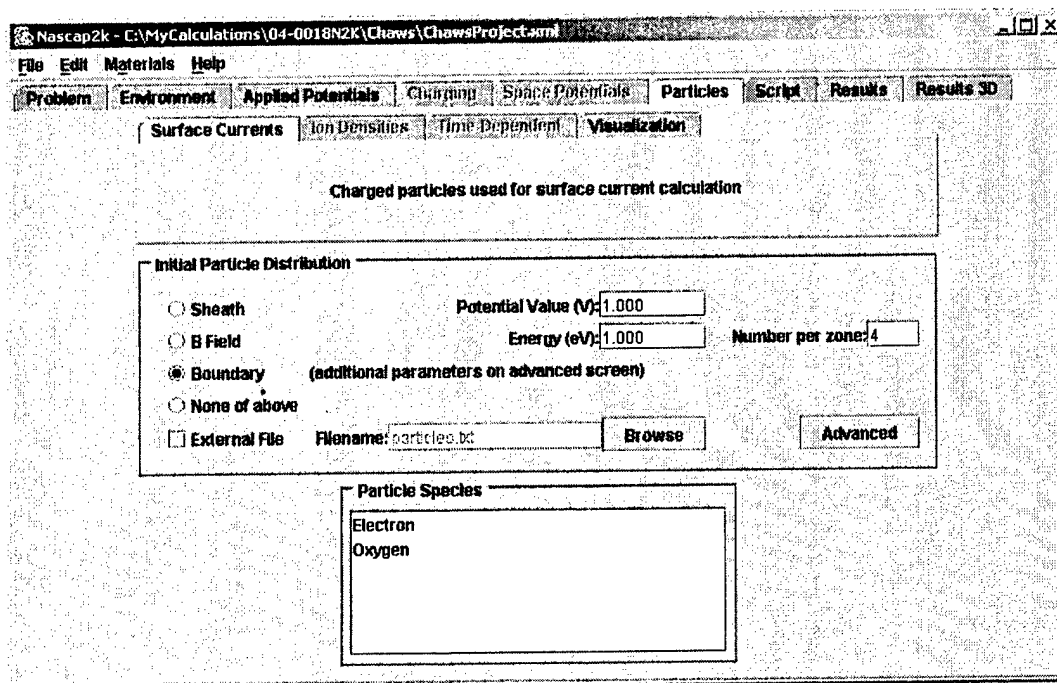 Nascap2k - C:\MyCalculations\04-0018N2K\Chaws\ChawsProject.xml
File Edit Materials Help
Problem Environment Applied Potentials Charging Space Potentials Particles Script Results Results 3D
Surface Currents Ion Densities Time Dependent Visualization
Charged particles used for surface current calculation
Initial Particle Distribution
Sheath Potential Value (V): 1.000
B Field Energy (eV): 1.000 Number per zone: 4
Boundary (additional parameters on advanced screen)
None of above
External File Filename: particles.txt Browse Advanced
Particle Species
Electron
Oxygen